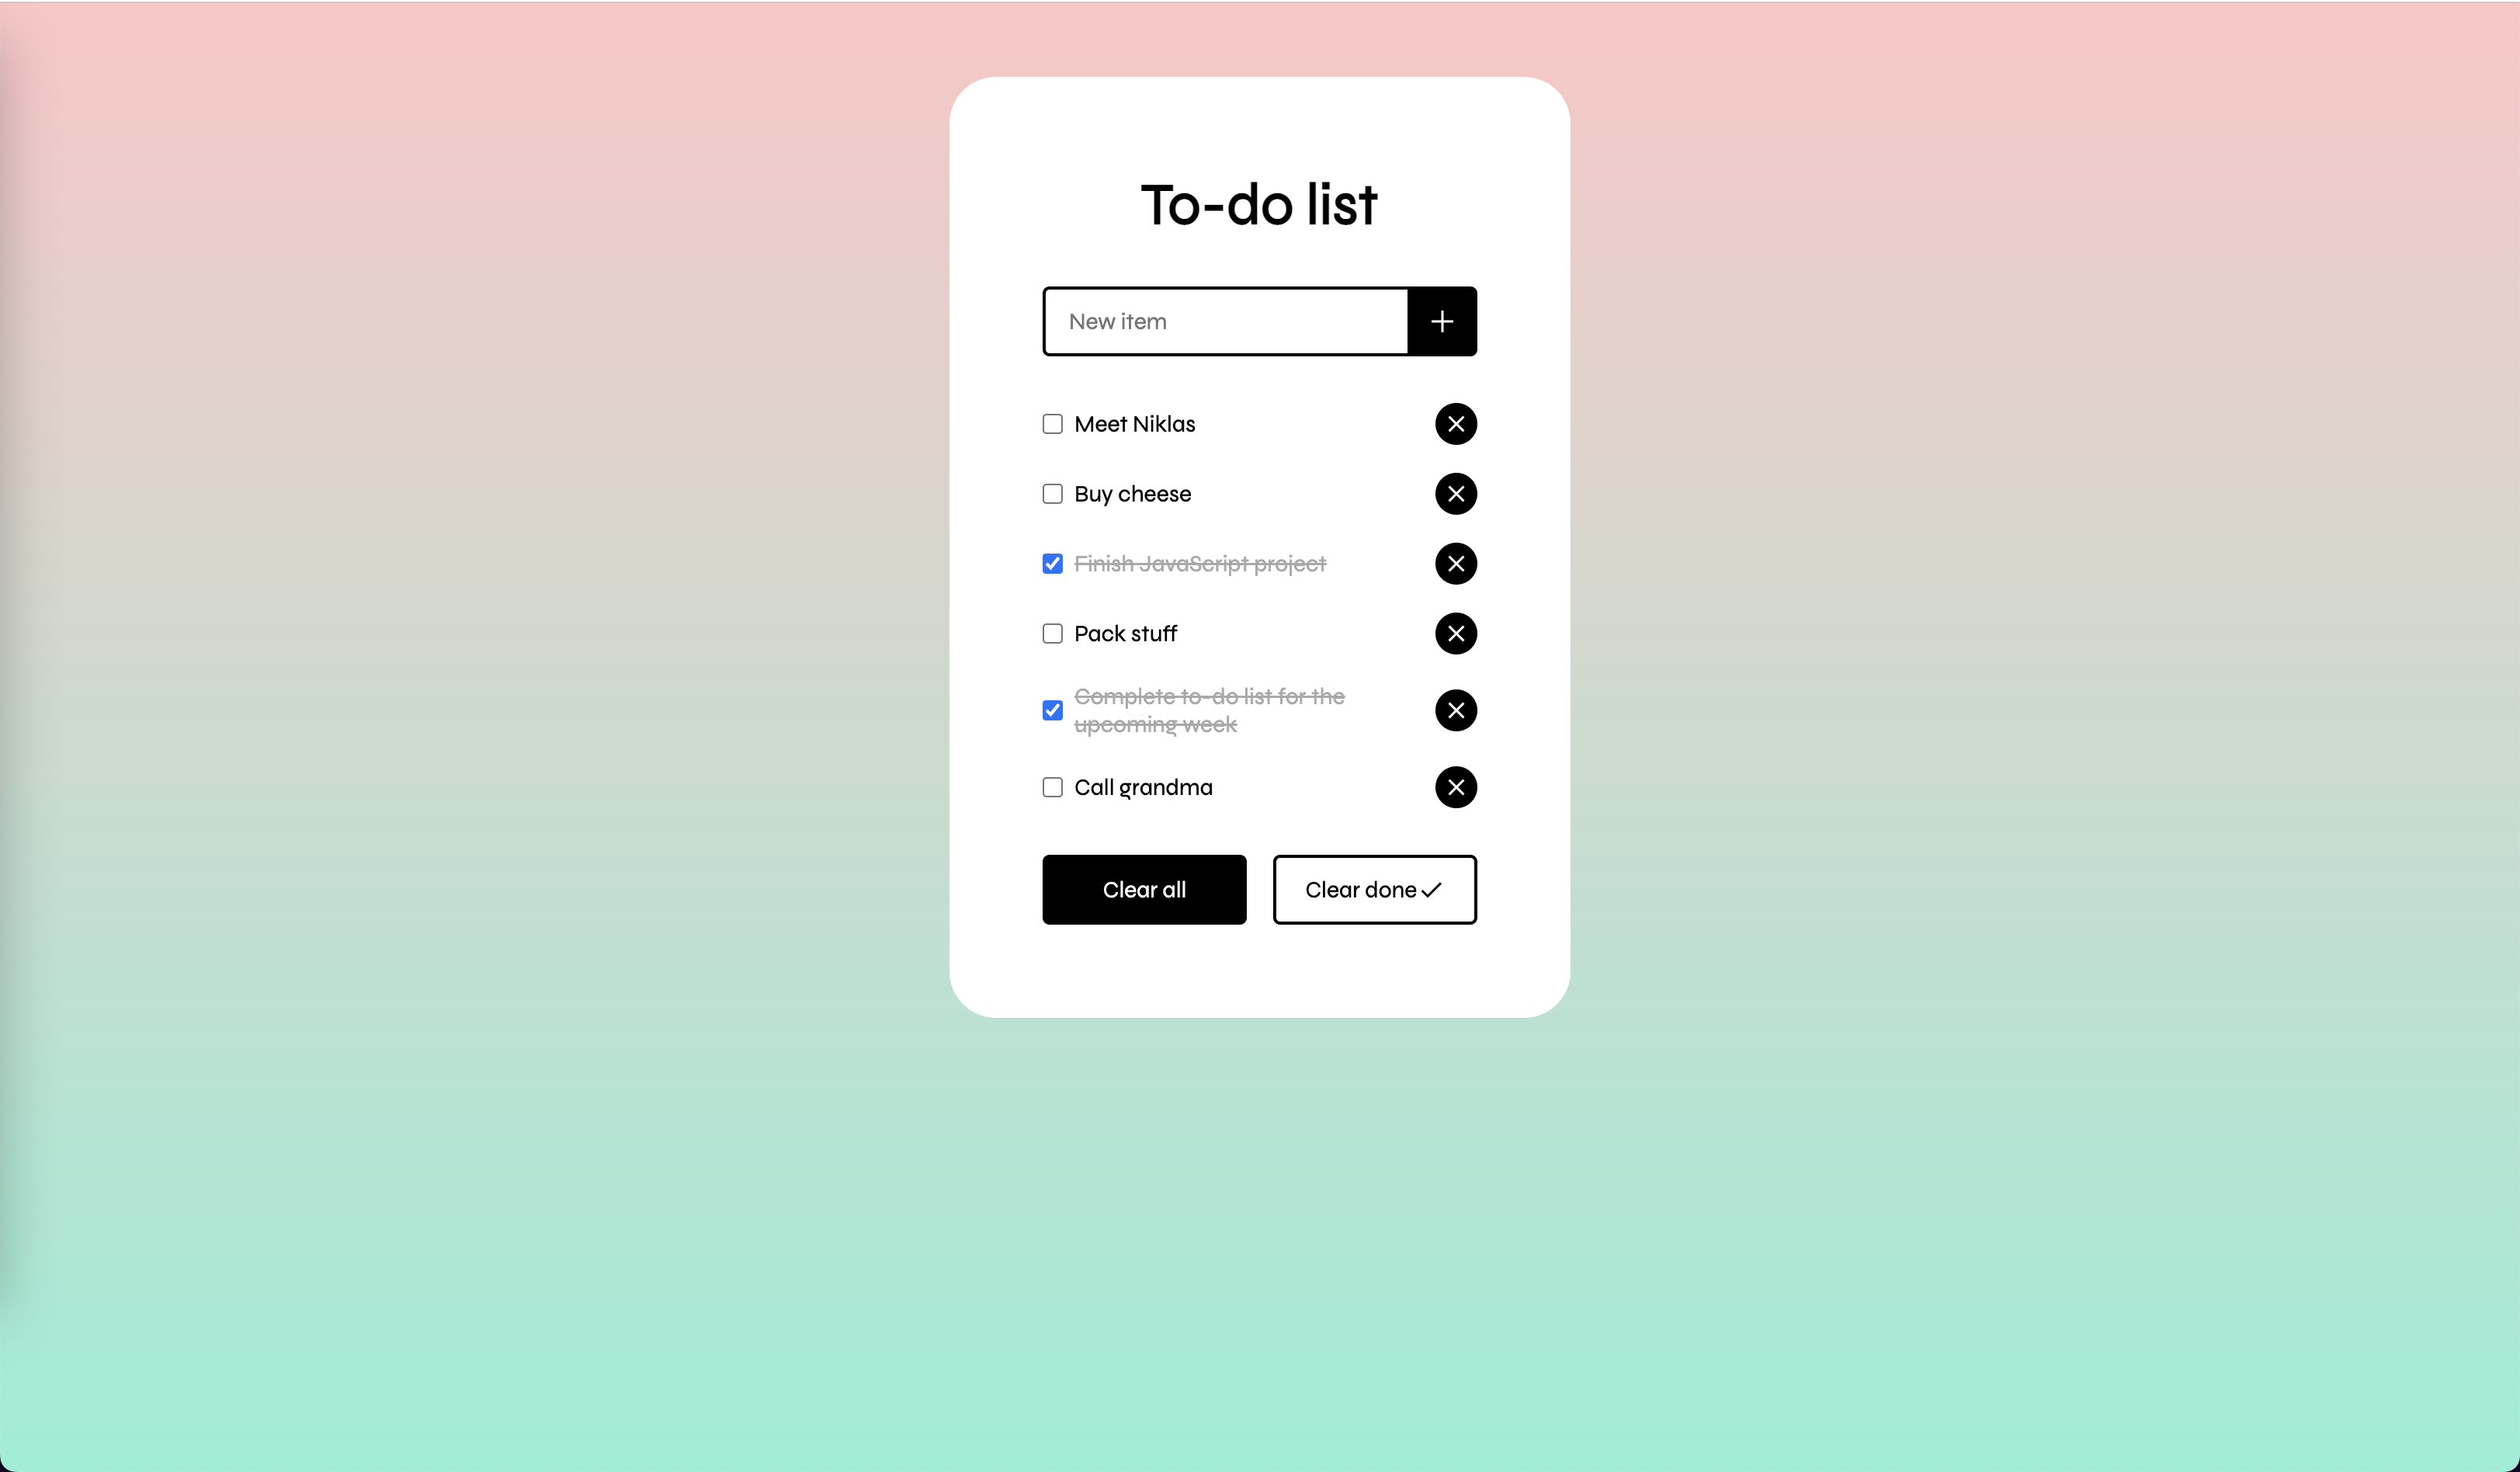 To-do list
New item
Meet Niklas
Buy cheese
Finish JavaScript project
Pack stuff
Complete to-do list for the
upcoming week
Call grandma
Clear all
Clear done